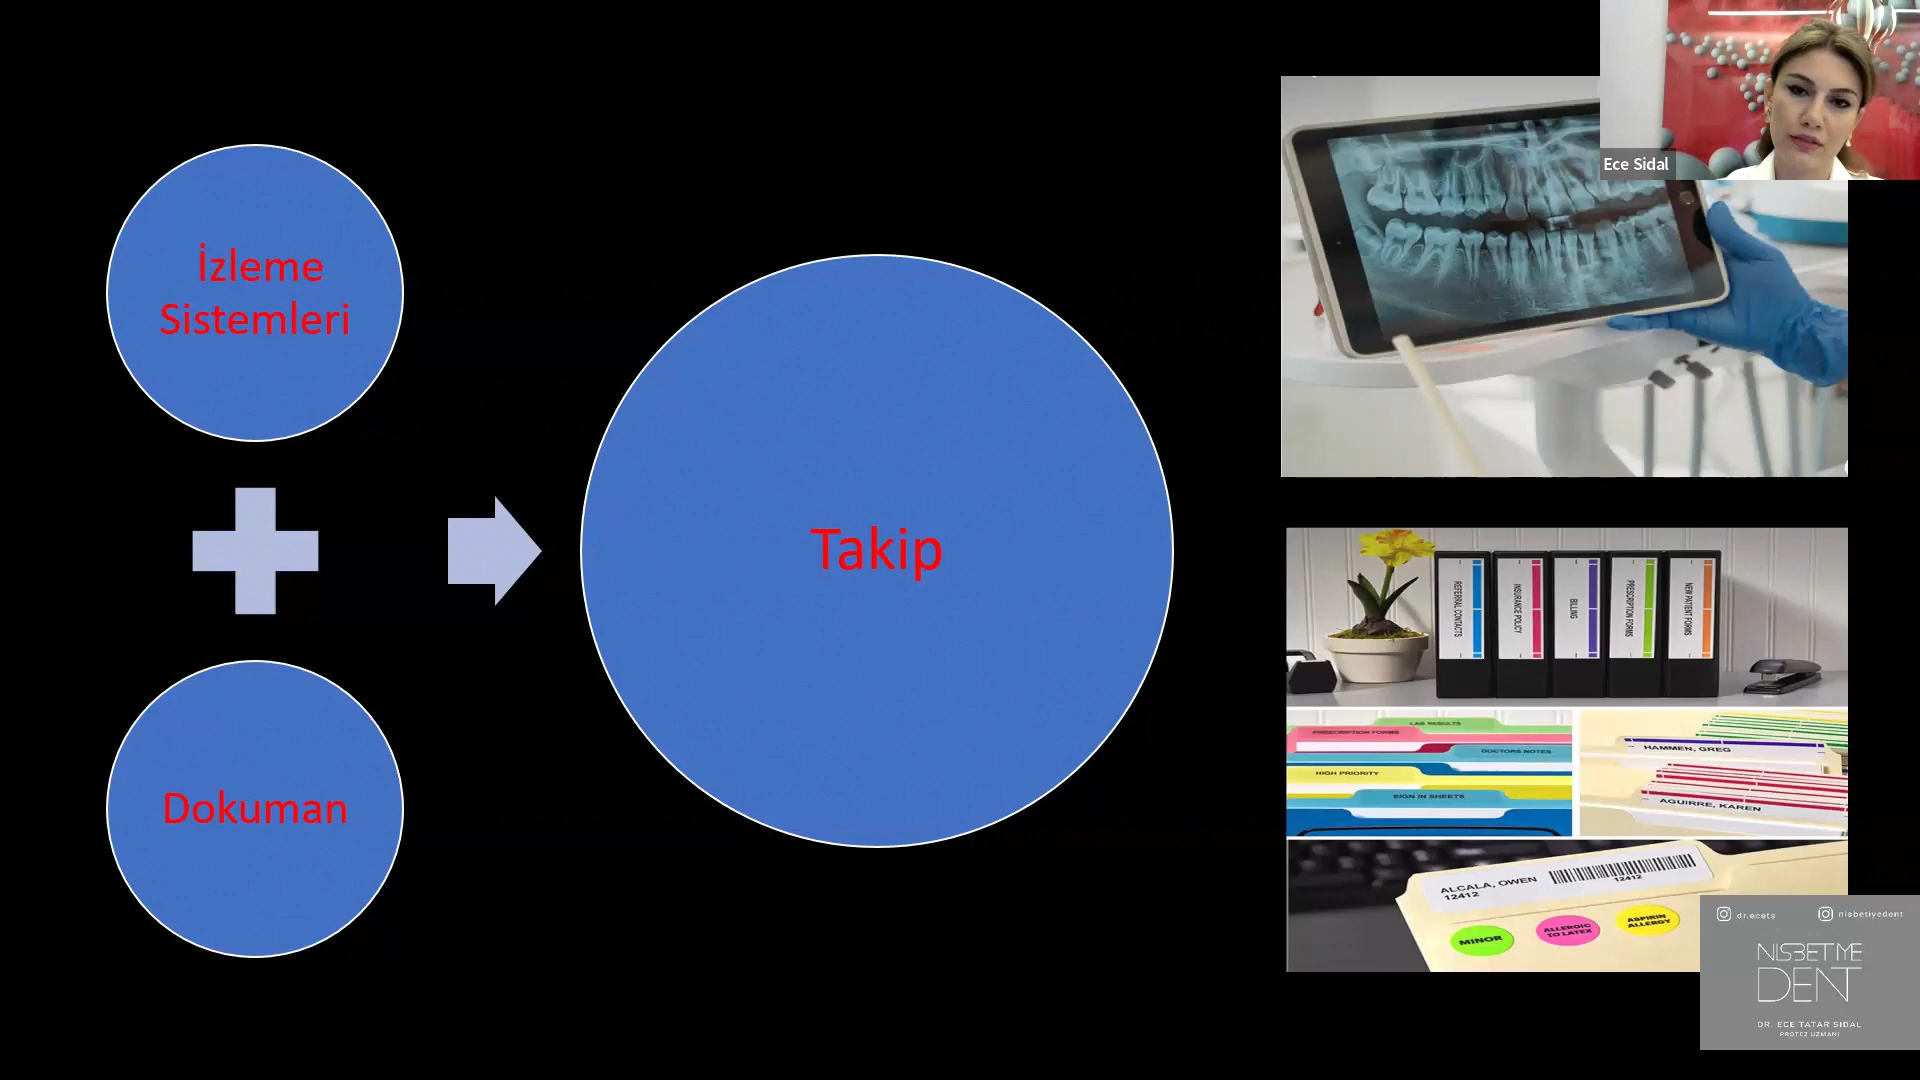 İzleme
Sistemleri
Dokuman
Takip
Ece Sidal
REFERRAL CONTACTS
INSURANCE POLICY
BILLING
PRESCRIPTION FORMS
NEW PATIENT FORMS
LAB RESULTS
PRESCRIPTION FORMS
DOCTORS NOTES
HIGH PRIORITY
SIGN IN SHEETS
HAMMEN, GREG
AGUIRRE, KAREN
ALCALA, OWEN
12412
12412
MINOR
ALLERGIC
TO LATEX
ASPIRIN
ALLERGY
dr.ecets
nisbetiyedent
NISBETIYE
DENT
DR. ECE TATAR SIDAL
PROTEZ UZMANI